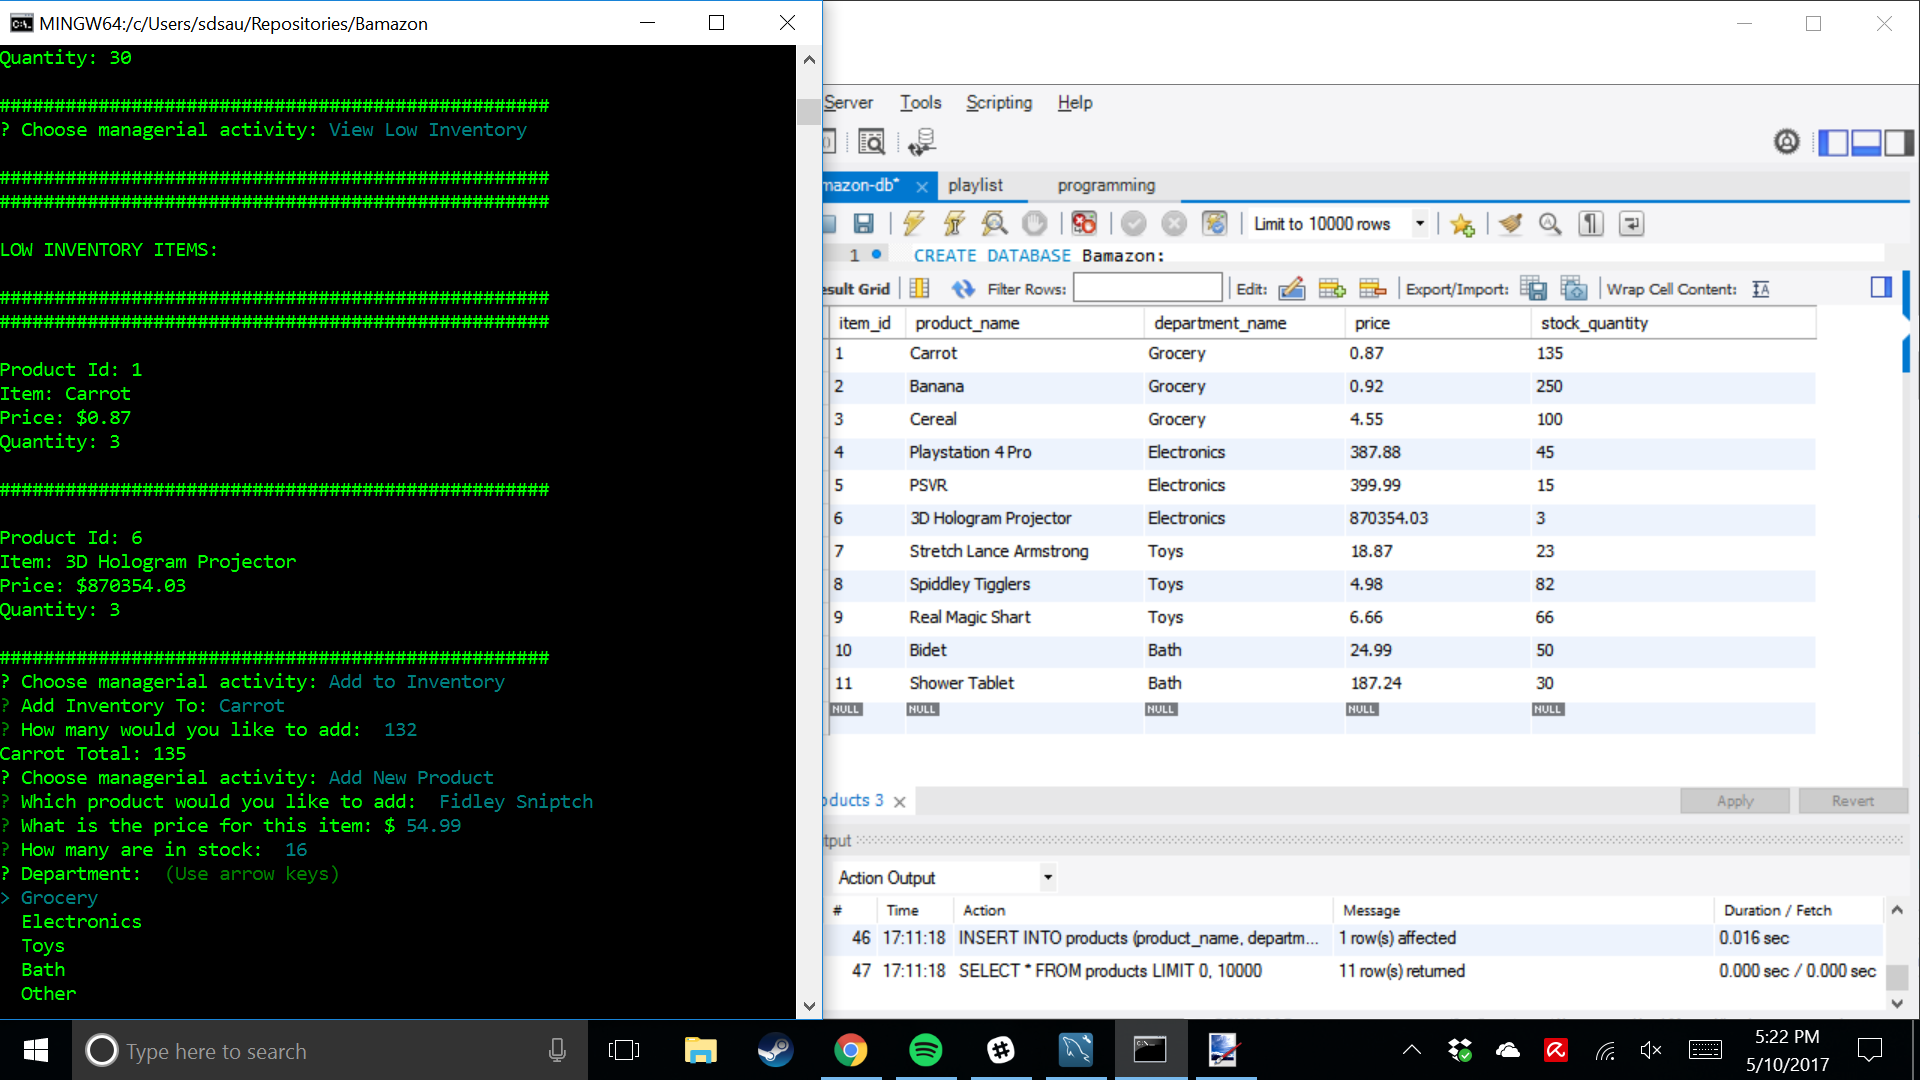 MINGW64:/c/Users/sdsau/Repositories/Bamazon
Quantity: 30
##################################################
? Choose managerial activity: View Low Inventory
##################################################
##################################################
LOW INVENTORY ITEMS:
##################################################
##################################################
Product Id: 1
Item: Carrot
Price: $0.87
Quantity: 3
##################################################
Product Id: 6
Item: 3D Hologram Projector
Price: $870354.03
Quantity: 3
##################################################
? Choose managerial activity: Add to Inventory
? Add Inventory To: Carrot
? How many would you like to add: 132
Carrot Total: 135
? Choose managerial activity: Add New Product
? Which product would you like to add: Fidley Sniptch
? What is the price for this item: $ 54.99
? How many are in stock: 16
? Department: (Use arrow keys)
> Grocery
Electronics
Toys
Bath
Other
Server Tools Scripting Help
mazon-db* playlist programming
Limit to 10000 rows
1 CREATE DATABASE Bamazon;
esult Grid Filter Rows: Edit: Export/Import: Wrap Cell Content:
item_id product_name department_name price stock_quantity
1 Carrot Grocery 0.87 135
2 Banana Grocery 0.92 250
3 Cereal Grocery 4.55 100
4 Playstation 4 Pro Electronics 387.88 45
5 PSVR Electronics 399.99 15
6 3D Hologram Projector Electronics 870354.03 3
7 Stretch Lance Armstrong Toys 18.87 23
8 Spiddley Tigglers Toys 4.98 82
9 Real Magic Shart Toys 6.66 66
10 Bidet Bath 24.99 50
11 Shower Tablet Bath 187.24 30
NULL NULL NULL NULL NULL
oducts 3 Apply Revert
tput
Action Output
# Time Action Message Duration / Fetch
46 17:11:18 INSERT INTO products (product_name, departm... 1 row(s) affected 0.016 sec
47 17:11:18 SELECT * FROM products LIMIT 0, 10000 11 row(s) returned 0.000 sec / 0.000 sec
Type here to search
5:22 PM
5/10/2017